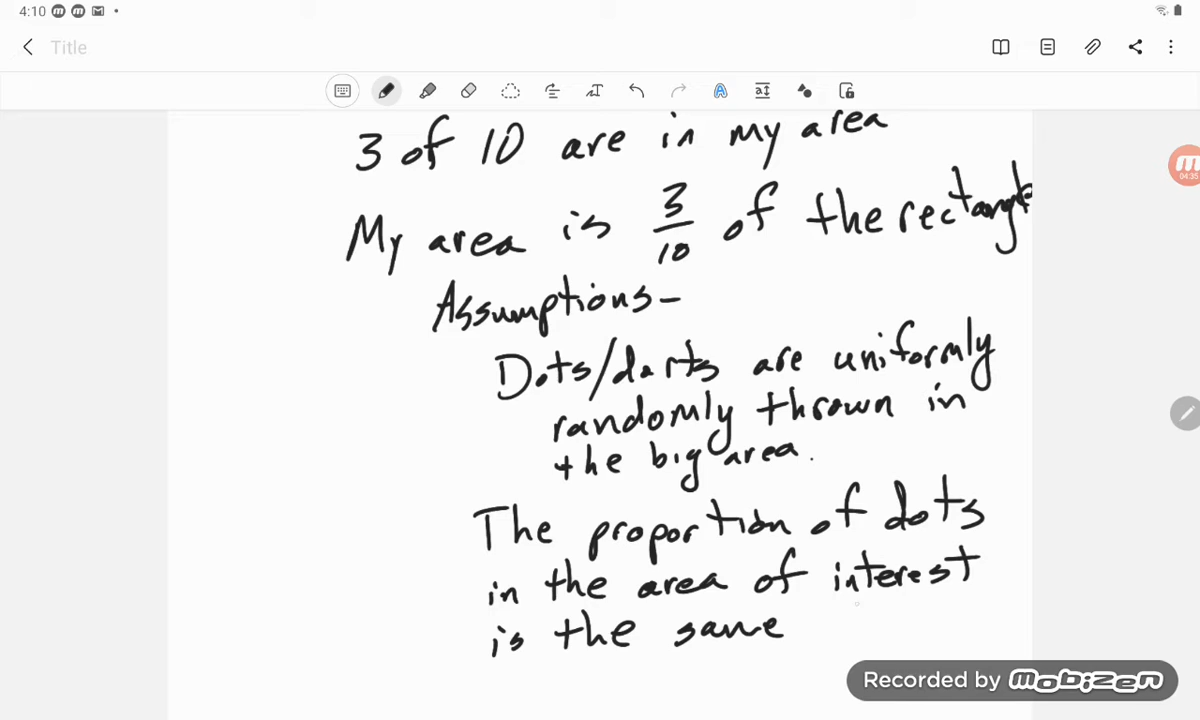 4:10
Title
3 of 10 are in my area
My area is 3/10 of the rectangle
Assumptions-
Dots/darts are uniformly
randomly thrown in
the big area.
The proportion of dots
in the area of interest
is the same
04:35
Recorded by mobizen